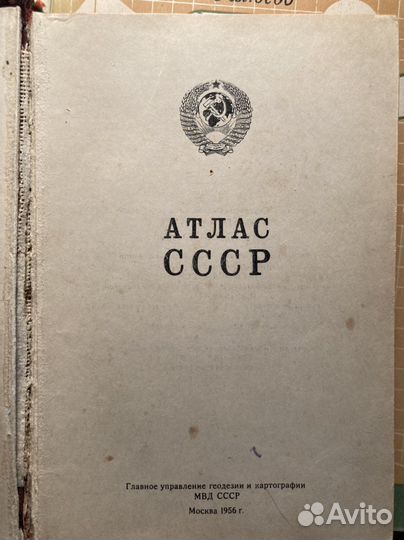 АТЛАС
СССР
Главное управление геодезии и картографии
МВД СССР
Москва 1956 г.
Avito